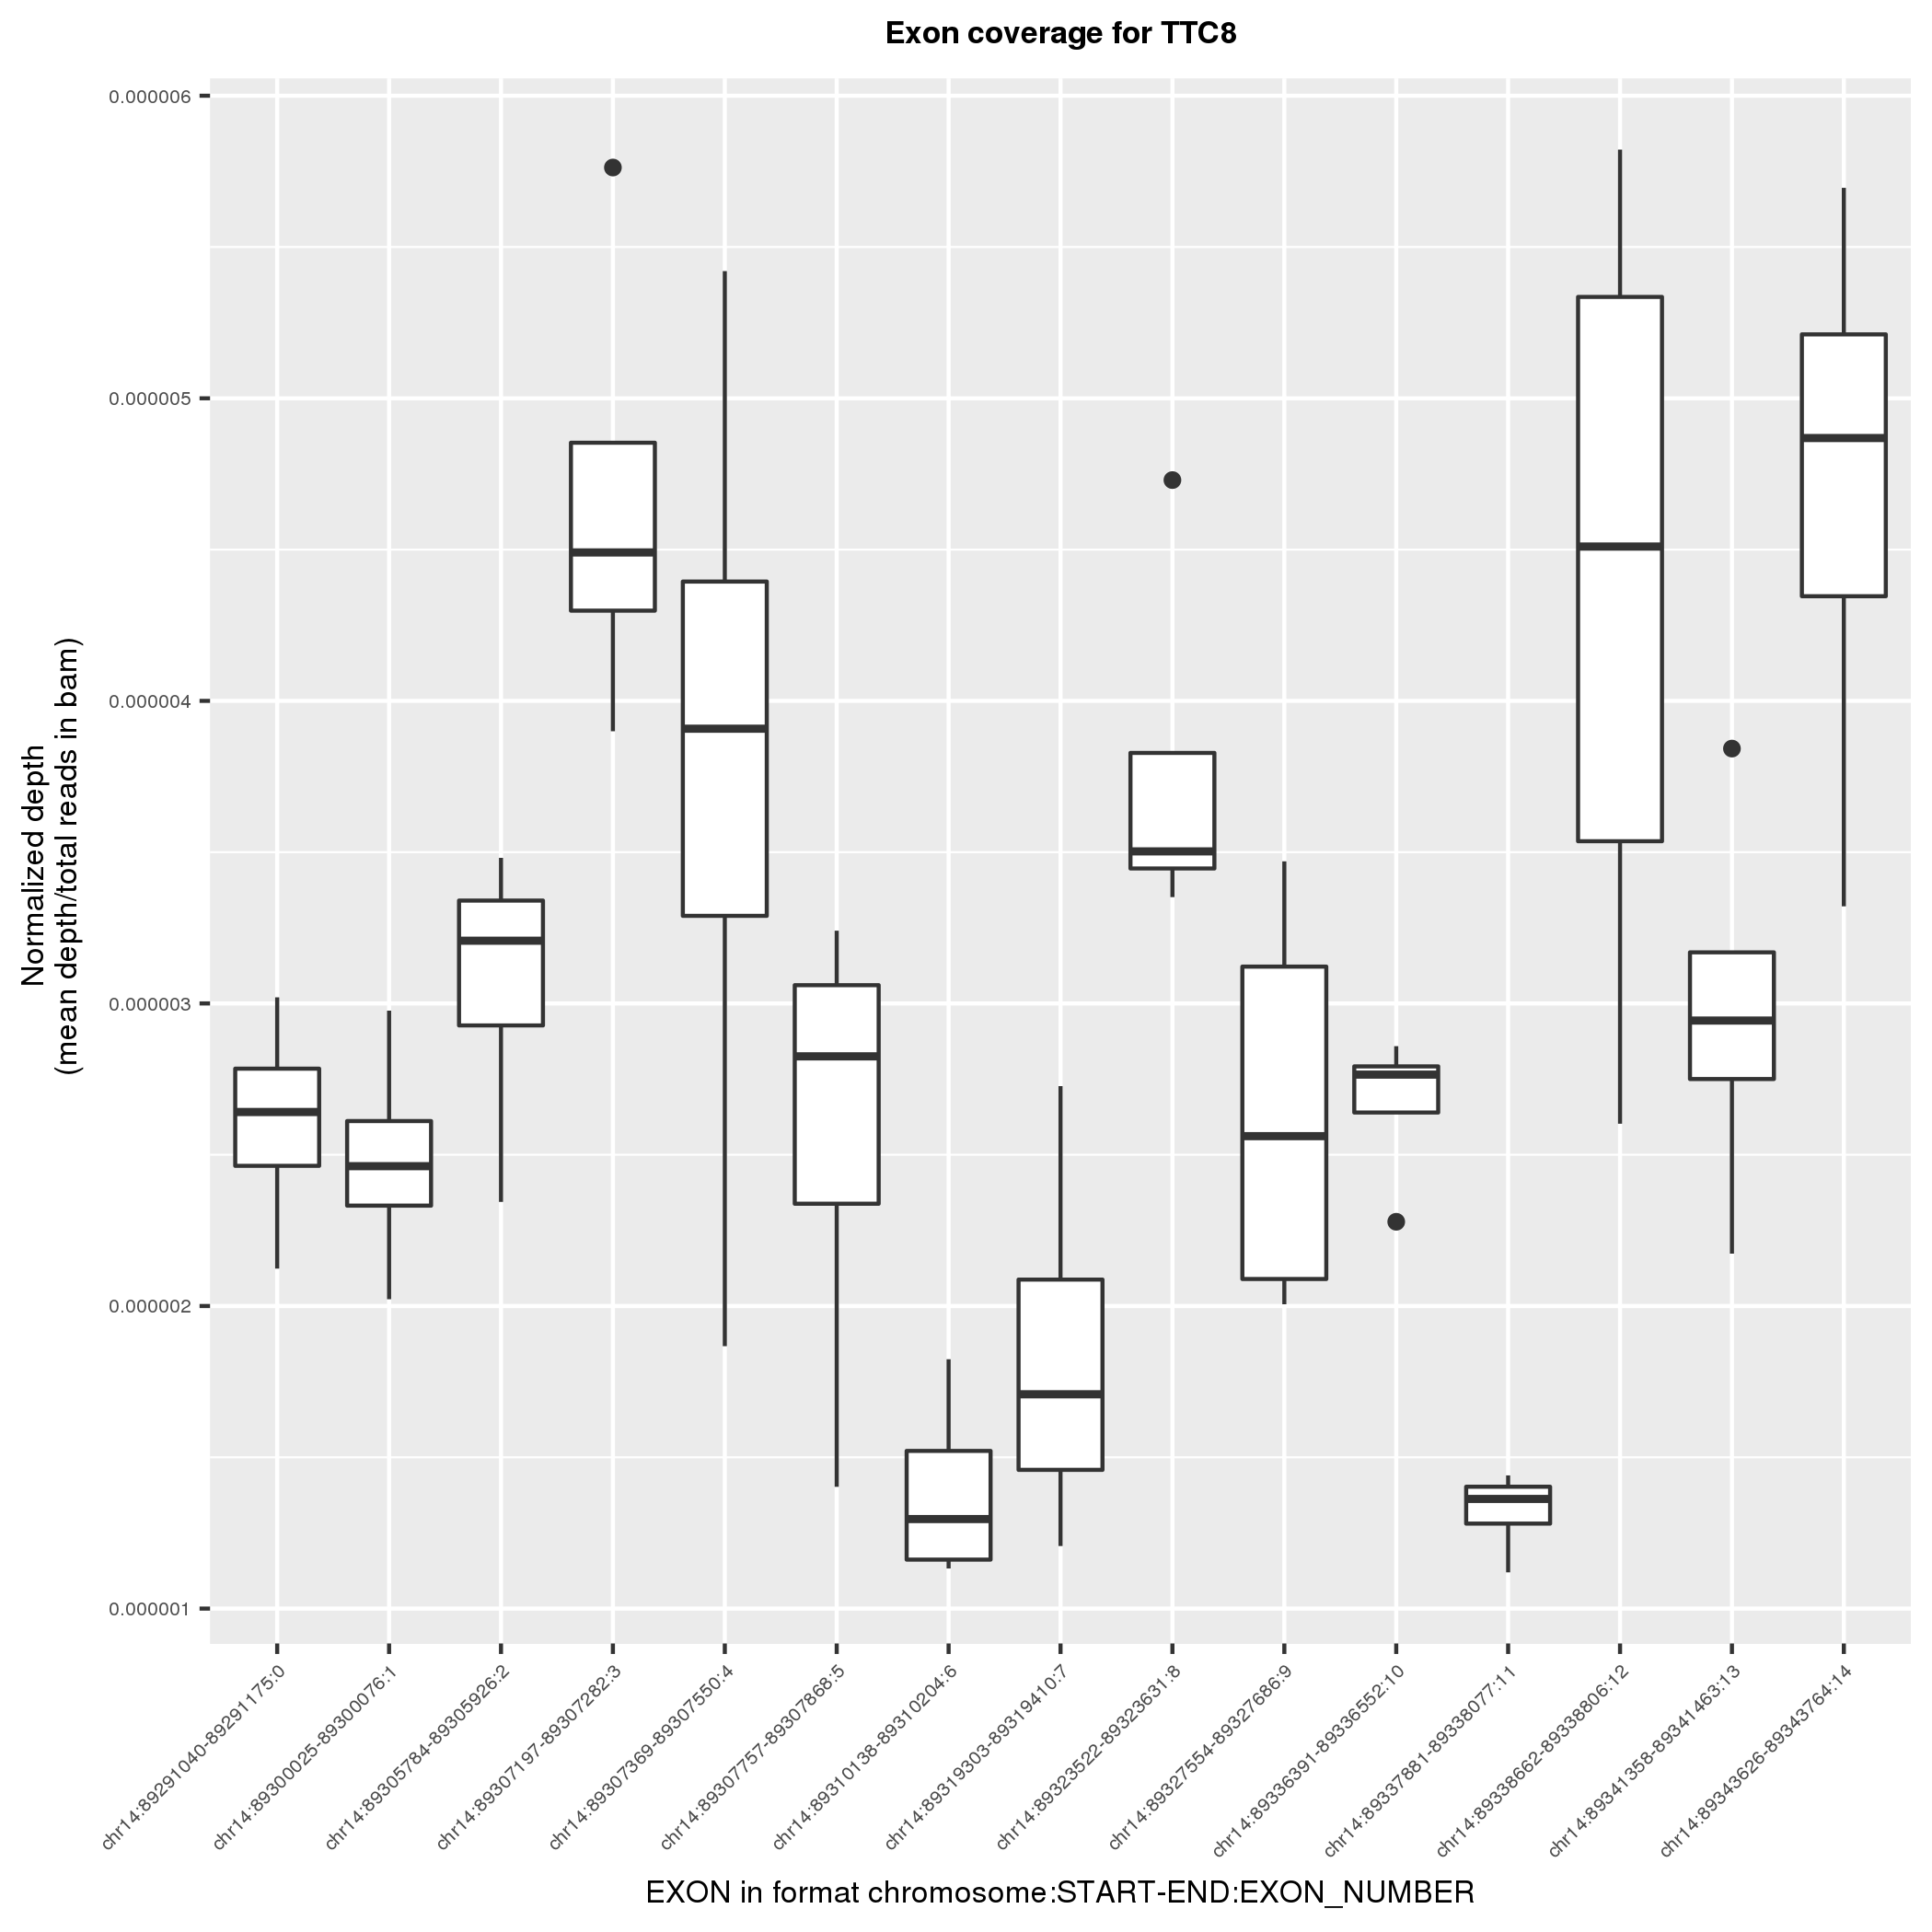 Exon coverage for TTC8
Normalized depth
(mean depth/total reads in bam)
0.000006
0.000005
0.000004
0.000003
0.000002
0.000001
chr14:89291040-89291175:0
chr14:89300025-89300076:1
chr14:89305784-89305926:2
chr14:89307197-89307282:3
chr14:89307369-89307550:4
chr14:89307757-89307868:5
chr14:89310138-89310204:6
chr14:89319303-89319410:7
chr14:89323522-89323631:8
chr14:89327554-89327686:9
chr14:89336391-89336552:10
chr14:89337881-89338077:11
chr14:89338662-89338806:12
chr14:89341358-89341463:13
chr14:89343626-89343764:14
EXON in format chromosome:START-END:EXON_NUMBER